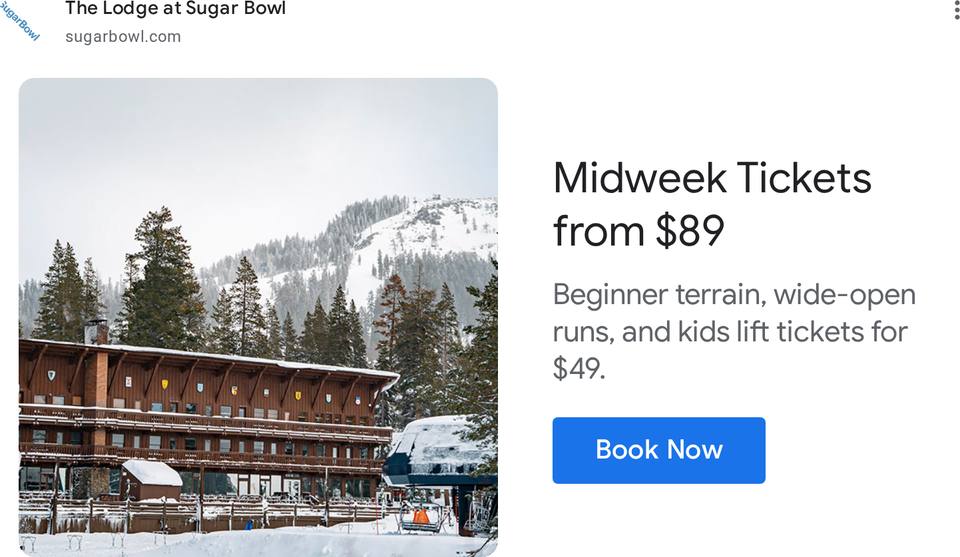 SugarBowl
The Lodge at Sugar Bowl
sugarbowl.com
Midweek Tickets
from $89
Beginner terrain, wide-open
runs, and kids lift tickets for
$49.
Book Now